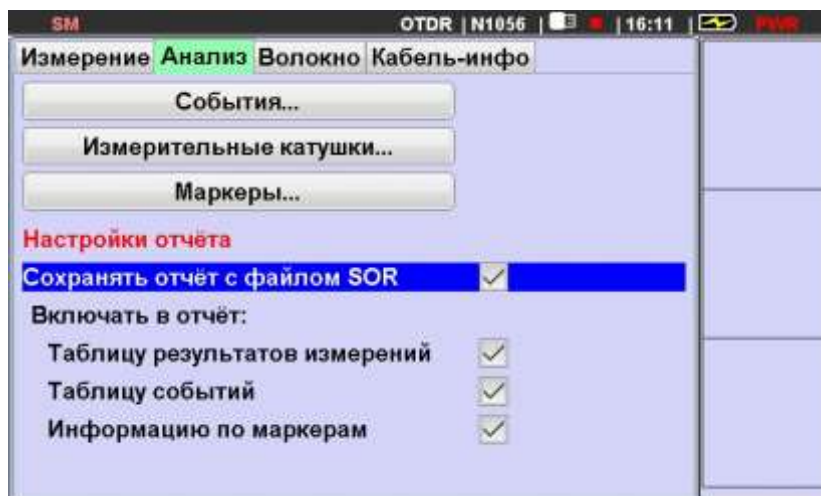 SM OTDR | N1056 | | 16:11 | PWR
Измерение Анализ Волокно Кабель-инфо
События...
Измерительные катушки...
Маркеры...
Настройки отчёта
Сохранять отчёт с файлом SOR
Включать в отчёт:
Таблицу результатов измерений
Таблицу событий
Информацию по маркерам